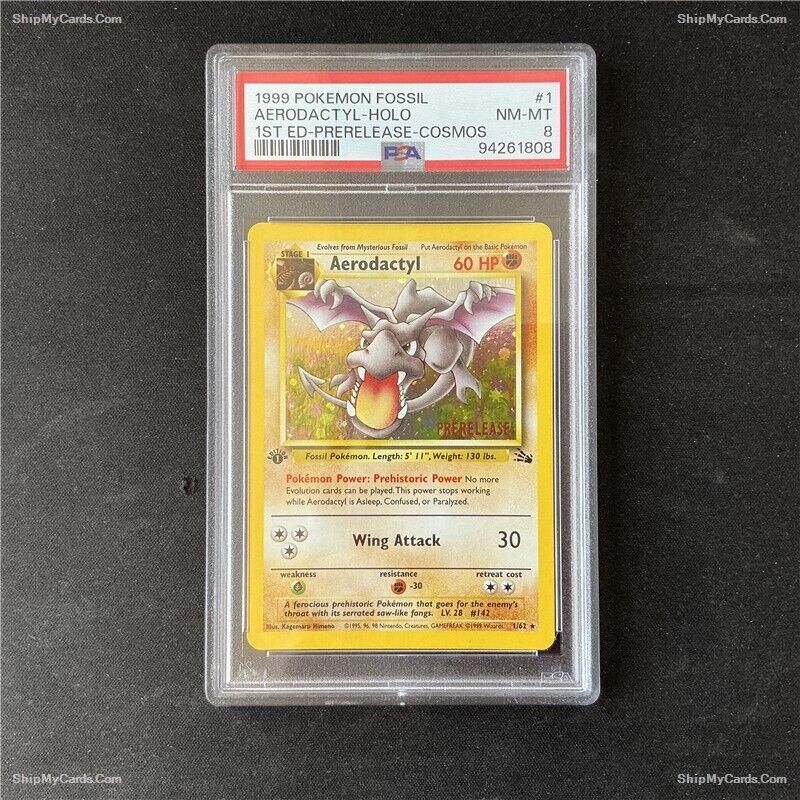 ShipMyCards.Com ShipMyCards.Com
1999 POKEMON FOSSIL #1
AERODACTYL-HOLO NM-MT
1ST ED-PRERELEASE-COSMOS 8
PSA 94261808
Evolves from Mysterious Fossil Put Aerodactyl on the Basic Pokémon
STAGE 1 Aerodactyl 60 HP
PRERELEASE
EDITION 1
Fossil Pokémon. Length: 5' 11", Weight: 130 lbs.
Pokémon Power: Prehistoric Power No more
Evolution cards can be played. This power stops working
while Aerodactyl is Asleep, Confused, or Paralyzed.
Wing Attack 30
weakness resistance retreat cost
-30
A ferocious prehistoric Pokémon that goes for the enemy's
throat with its serrated saw-like fangs. LV. 28 #142
Illus. Kagemaru Himeno ©1995, 96, 98 Nintendo, Creatures, GAMEFREAK. ©1999 Wizards. 1/62 ★
ShipMyCards.Com ShipMyCards.Com